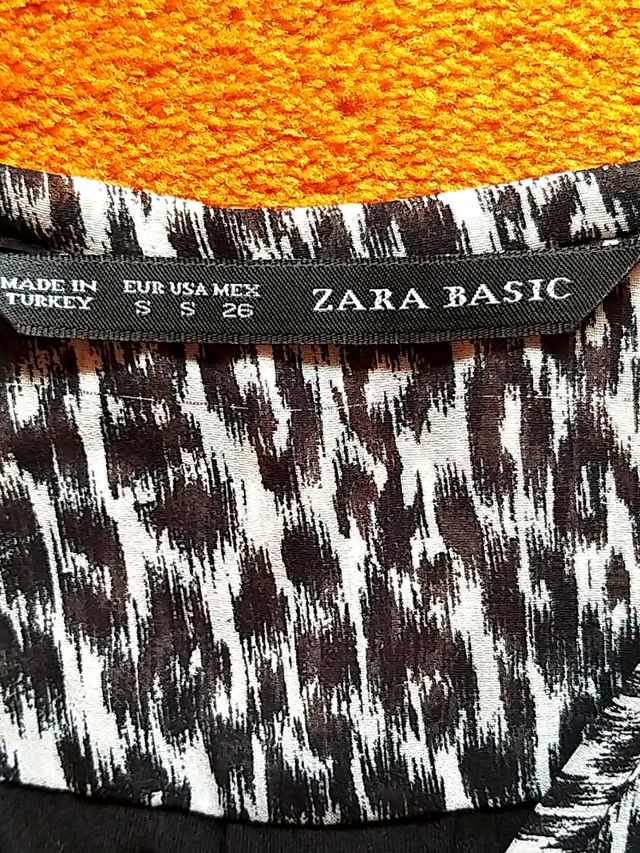 MADE IN
TURKEY
EUR USA MEX
S S 26
ZARA BASIC